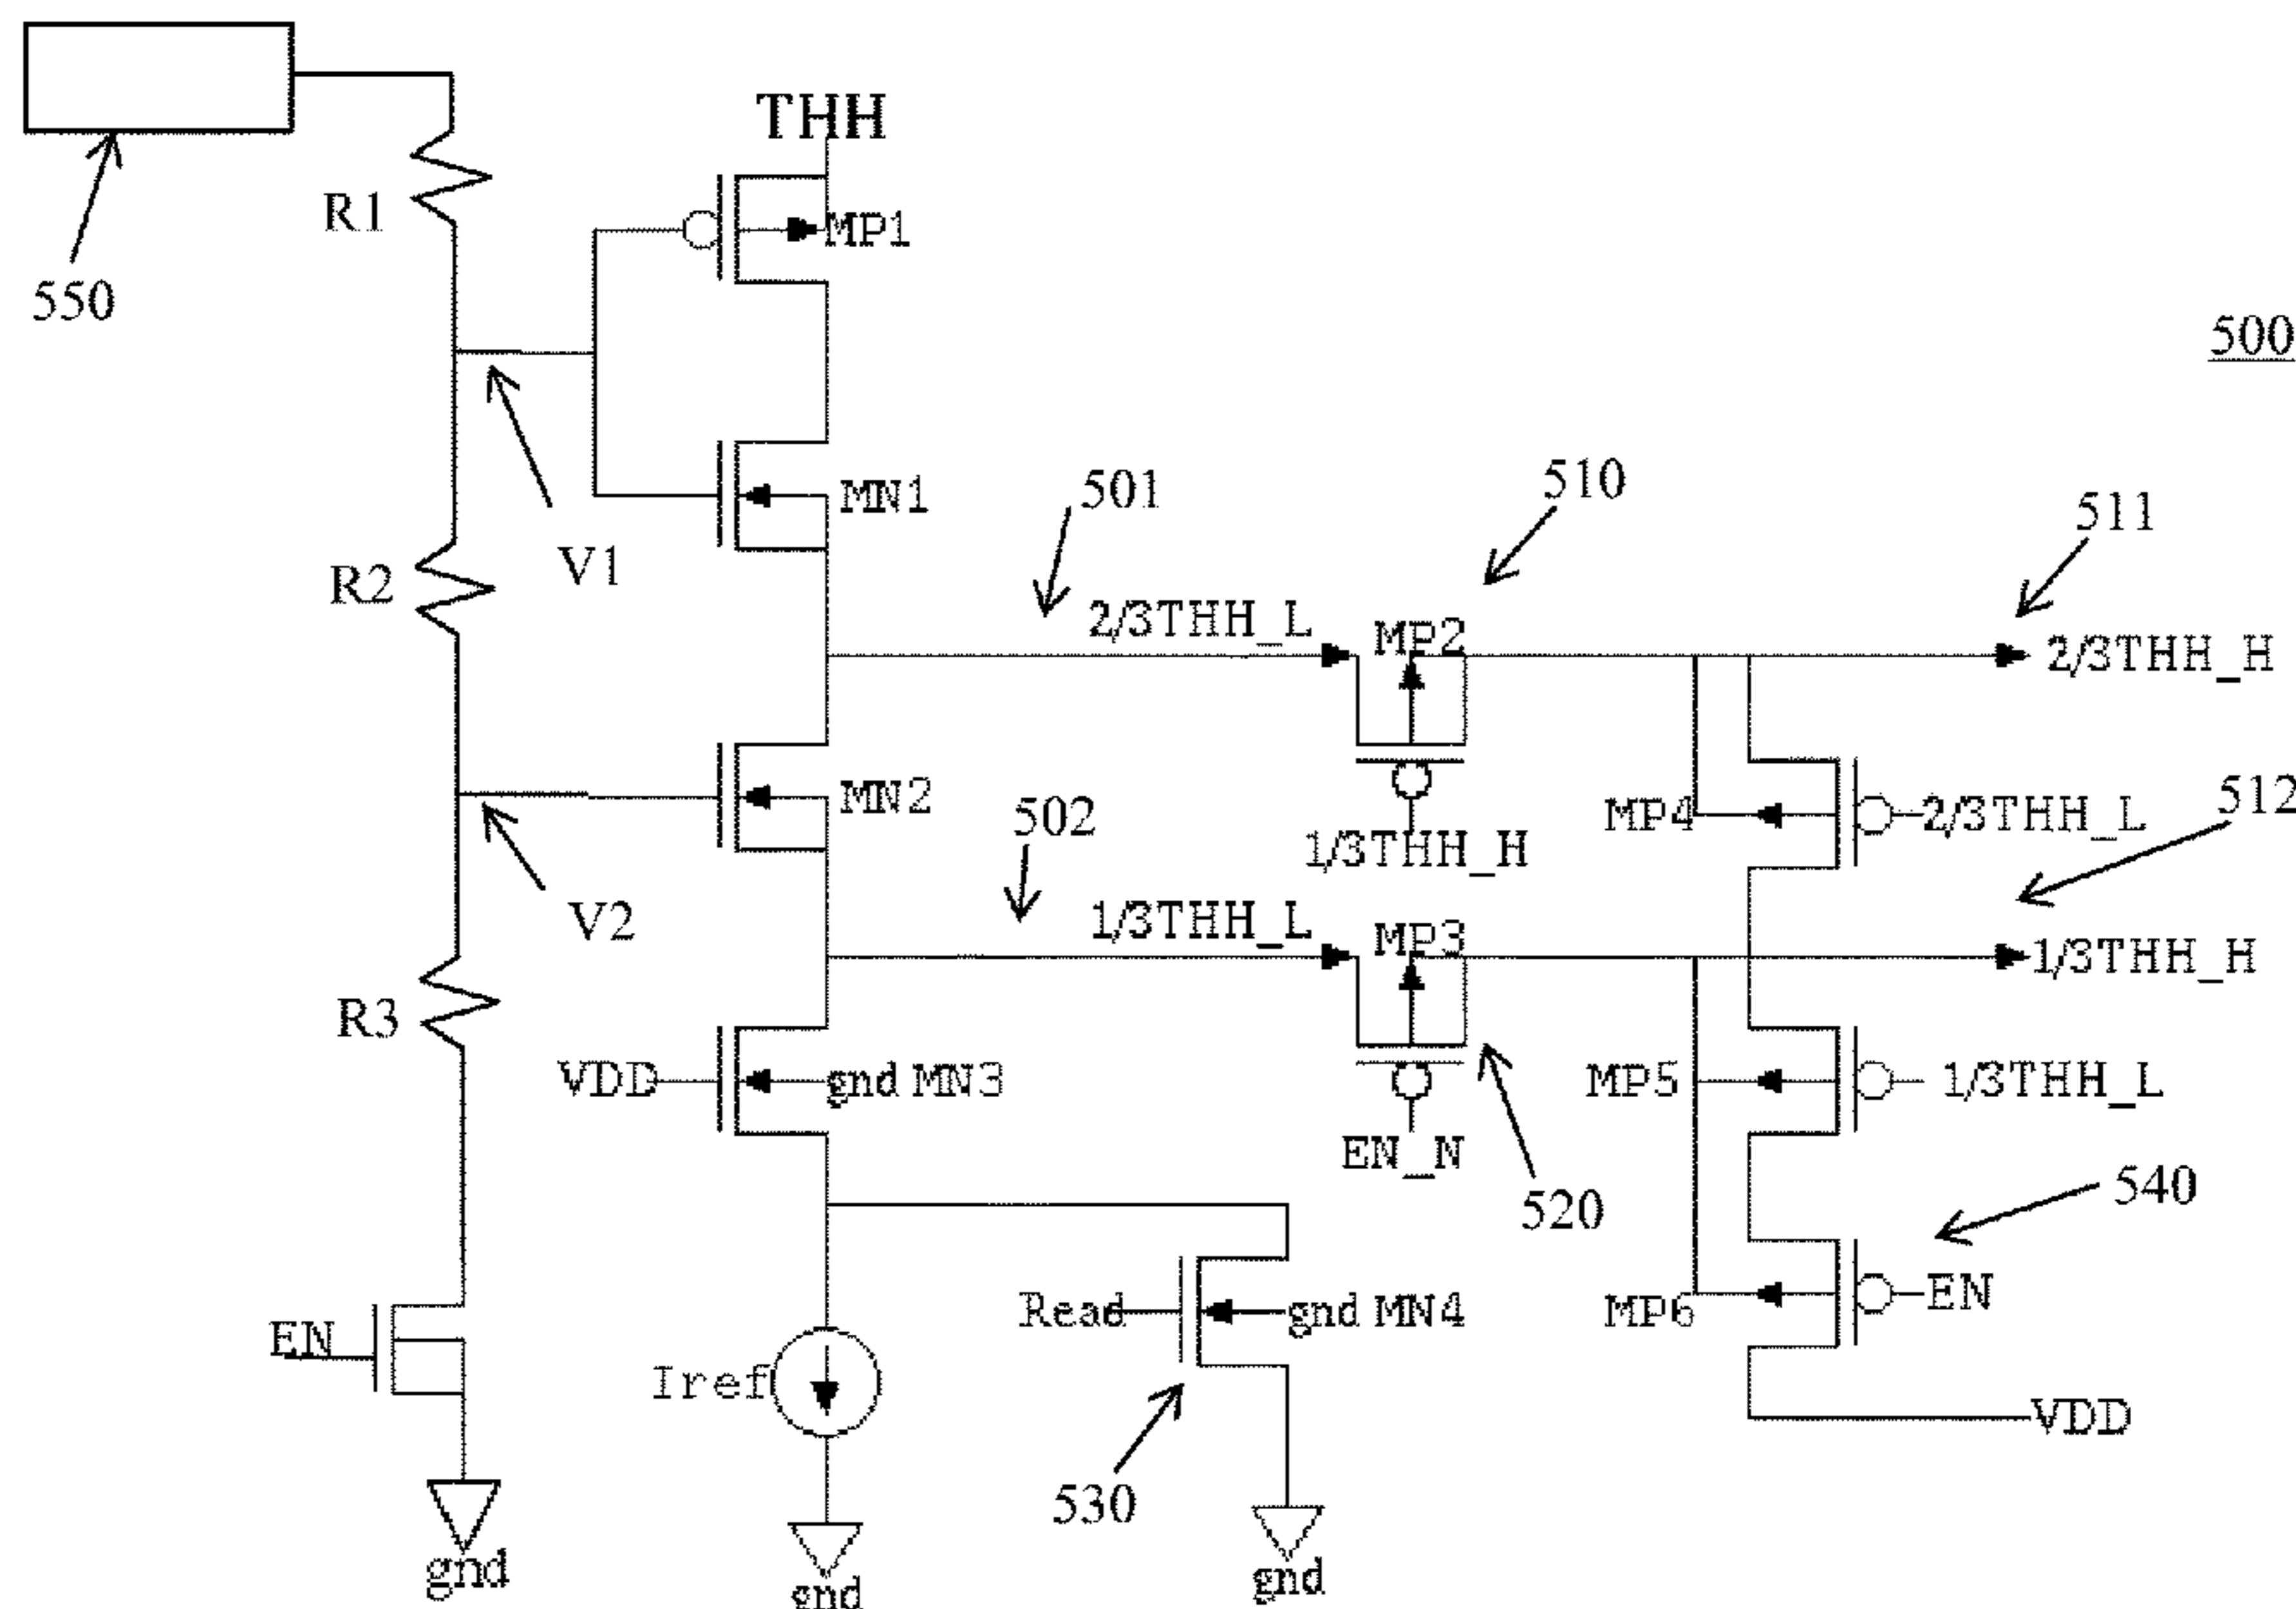 THH
R1
MP1
550
500
MN1
501
510
511
R2
V1
2/3THH_L
MP2
2/3THH_H
MN2
502
MP4
2/3THH_L
512
1/3THH_H
V2
1/3THH_L
MP3
1/3THH_H
R3
VDD
gnd MN3
MP5
1/3THH_L
EN_N
520
540
EN
Read
gnd MN4
MP6
EN
Iref
VDD
530
gnd
gnd
gnd